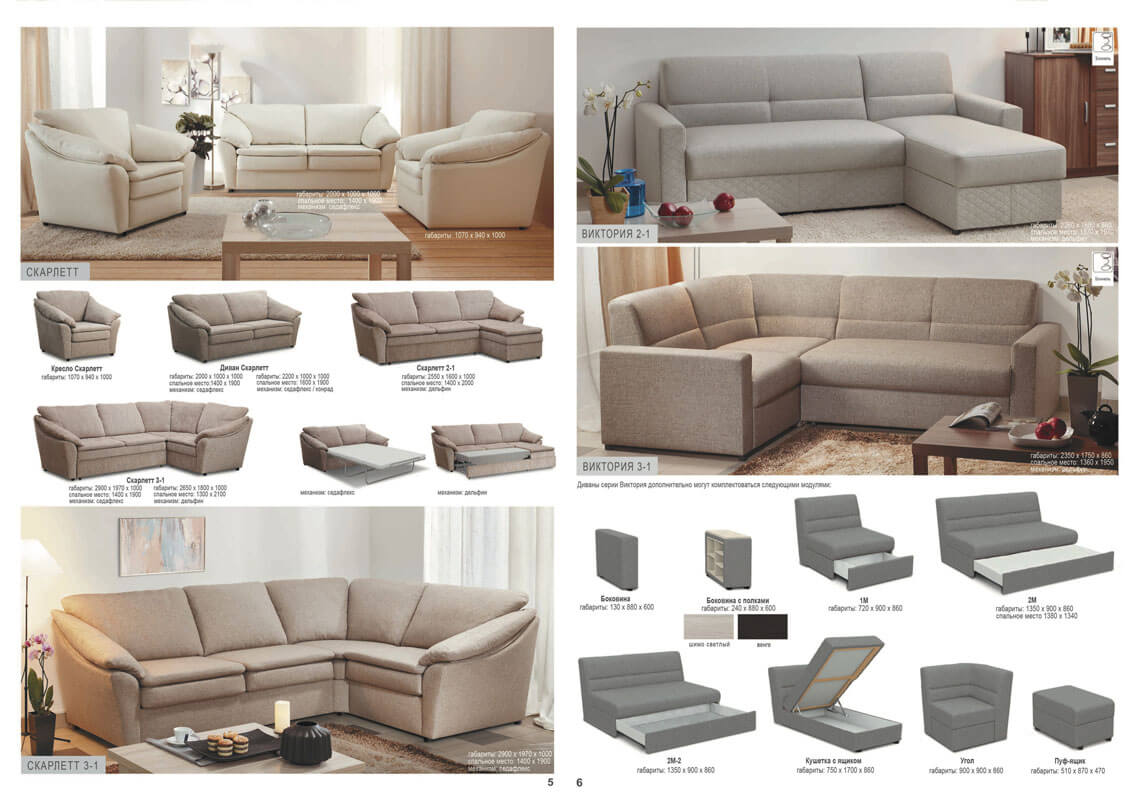 габариты: 2000 x 1000 x 1000
спальное место: 1400 x 1900
механизм: седафлекс
габариты: 1070 x 940 x 1000
СКАРЛЕТТ
Кресло Скарлетт
габариты: 1070 x 940 x 1000
Диван Скарлетт
габариты: 2000 x 1000 x 1000
спальное место:1400 x 1900
механизм: седафлекс
габариты: 2200 x 1000 x 1000
спальное место: 1600 x 1900
механизм: седафлекс / конрад
Скарлетт 2-1
габариты: 2550 x 1600 x 1000
спальное место: 1400 x 2000
механизм: дельфин
Скарлетт 3-1
габариты: 2900 x 1970 x 1000
спальное место: 1400 x 1900
механизм: седафлекс
габариты: 2650 x 1800 x 1000
спальное место: 1300 x 2100
механизм: дельфин
механизм: седафлекс
механизм: дельфин
габариты: 2900 x 1970 x 1000
спальное место: 1400 x 1900
механизм: седафлекс
СКАРЛЕТТ 3-1
5
ВИКТОРИЯ 2-1
габариты:
спальное место:
механизм: дельфин
ВИКТОРИЯ 3-1
габариты: 2350 x 1750 x 860
спальное место: 1360 x 1950
механизм: дельфин
Диваны серии Виктория дополнительно могут комплектоваться следующими модулями:
Боковина
габариты: 130 x 880 x 600
Боковина с полками
габариты: 240 x 880 x 600
шимо светлый
венге
1М
габариты: 720 x 900 x 860
2М
габариты: 1350 x 900 x 860
спальное место 1380 x 1340
2М-2
габариты: 1350 x 900 x 860
Кушетка с ящиком
габариты: 750 x 1700 x 860
Угол
габариты: 900 x 900 x 860
Пуф-ящик
габариты: 510 x 870 x 470
6